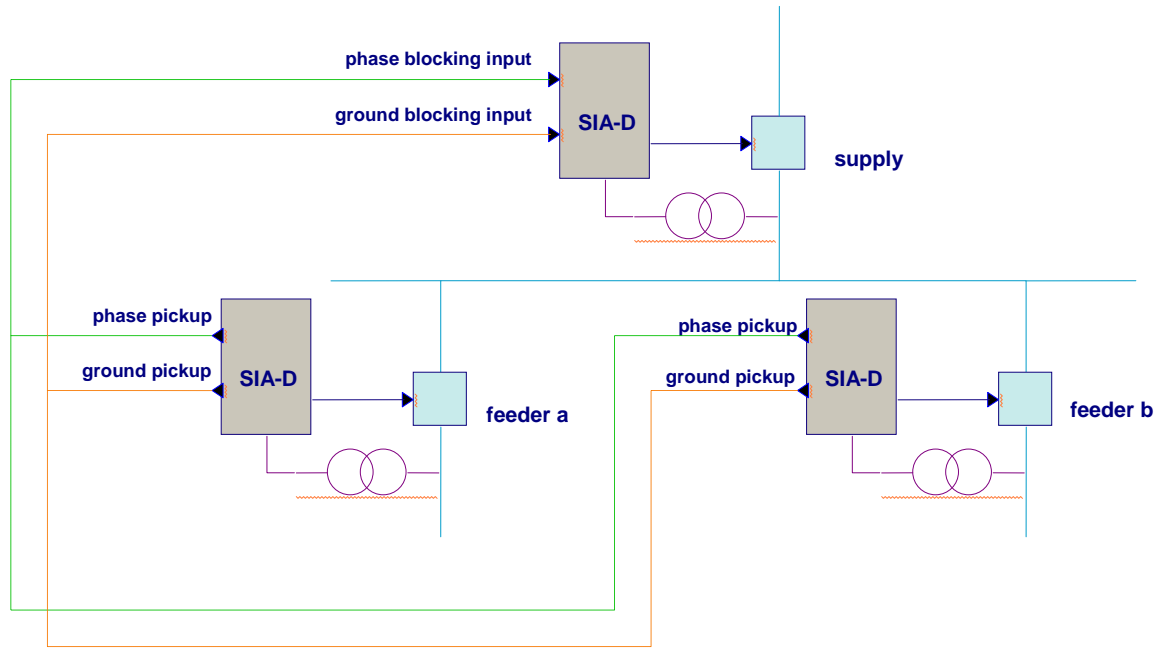 phase blocking input
ground blocking input
SIA-D
supply
phase pickup
ground pickup
SIA-D
feeder a
phase pickup
ground pickup
SIA-D
feeder b